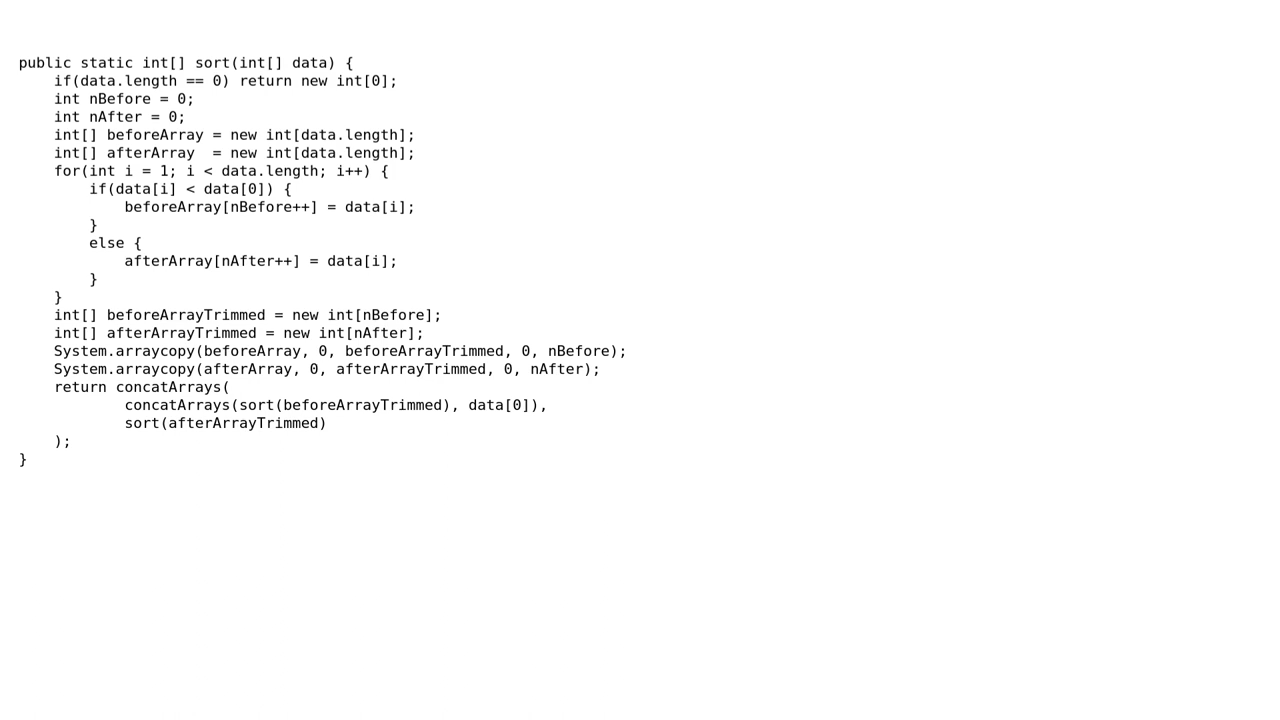 public static int[] sort(int[] data) {
    if(data.length == 0) return new int[0];
    int nBefore = 0;
    int nAfter = 0;
    int[] beforeArray = new int[data.length];
    int[] afterArray  = new int[data.length];
    for(int i = 1; i < data.length; i++) {
        if(data[i] < data[0]) {
            beforeArray[nBefore++] = data[i];
        }
        else {
            afterArray[nAfter++] = data[i];
        }
    }
    int[] beforeArrayTrimmed = new int[nBefore];
    int[] afterArrayTrimmed = new int[nAfter];
    System.arraycopy(beforeArray, 0, beforeArrayTrimmed, 0, nBefore);
    System.arraycopy(afterArray, 0, afterArrayTrimmed, 0, nAfter);
    return concatArrays(
            concatArrays(sort(beforeArrayTrimmed), data[0]),
            sort(afterArrayTrimmed)
    );
}